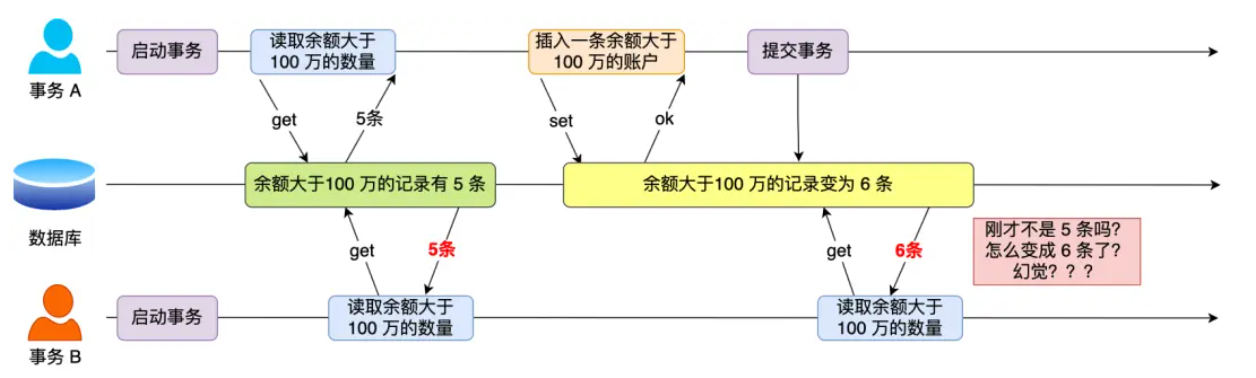 启动事务
读取余额大于
100 万的数量
插入一条余额大于
100 万的账户
提交事务
事务 A
get
5条
set
ok
余额大于100 万的记录有 5 条
余额大于100 万的记录变为 6 条
数据库
get
5条
get
6条
刚才不是 5 条吗？
怎么变成 6 条了？
幻觉？？？
启动事务
读取余额大于
100 万的数量
读取余额大于
100 万的数量
事务 B